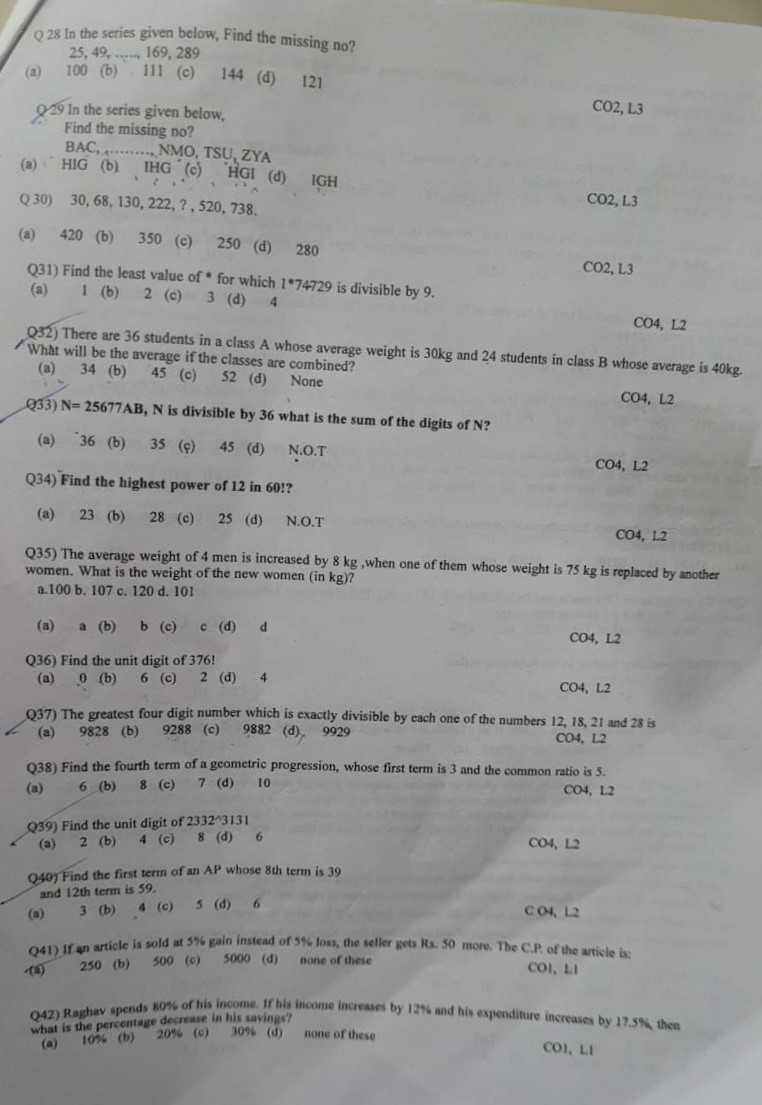 Q 28 In the series given below, Find the missing no?
25, 49, ....., 169, 289
(a) 100 (b) 111 (c) 144 (d) 121
CO2, L3
Q 29 In the series given below,
Find the missing no?
BAC, .........., NMO, TSU, ZYA
(a) HIG (b) IHG (c) HGI (d) IGH
CO2, L3
Q 30) 30, 68, 130, 222, ? , 520, 738.
(a) 420 (b) 350 (c) 250 (d) 280
CO2, L3
Q31) Find the least value of * for which 1*74729 is divisible by 9.
(a) 1 (b) 2 (c) 3 (d) 4
CO4, L2
Q32) There are 36 students in a class A whose average weight is 30kg and 24 students in class B whose average is 40kg.
What will be the average if the classes are combined?
(a) 34 (b) 45 (c) 52 (d) None
CO4, L2
Q33) N= 25677AB, N is divisible by 36 what is the sum of the digits of N?
(a) 36 (b) 35 (c) 45 (d) N.O.T
CO4, L2
Q34) Find the highest power of 12 in 60!?
(a) 23 (b) 28 (c) 25 (d) N.O.T
CO4, L2
Q35) The average weight of 4 men is increased by 8 kg ,when one of them whose weight is 75 kg is replaced by another
women. What is the weight of the new women (in kg)?
a.100 b. 107 c. 120 d. 101
(a) a (b) b (c) c (d) d
CO4, L2
Q36) Find the unit digit of 376!
(a) 0 (b) 6 (c) 2 (d) 4
CO4, L2
Q37) The greatest four digit number which is exactly divisible by each one of the numbers 12, 18, 21 and 28 is
(a) 9828 (b) 9288 (c) 9882 (d) 9929
CO4, L2
Q38) Find the fourth term of a geometric progression, whose first term is 3 and the common ratio is 5.
(a) 6 (b) 8 (c) 7 (d) 10
CO4, L2
Q39) Find the unit digit of 2332^3131
(a) 2 (b) 4 (c) 8 (d) 6
CO4, L2
Q40) Find the first term of an AP whose 8th term is 39
and 12th term is 59.
(a) 3 (b) 4 (c) 5 (d) 6
C O4, L2
Q41) If an article is sold at 5% gain instead of 5% loss, the seller gets Rs. 50 more. The C.P. of the article is:
(a) 250 (b) 500 (c) 5000 (d) none of these
CO1, L1
Q42) Raghav spends 80% of his income. If his income increases by 12% and his expenditure increases by 17.5%, then
what is the percentage decrease in his savings?
(a) 10% (b) 20% (c) 30% (d) none of these
CO1, L1